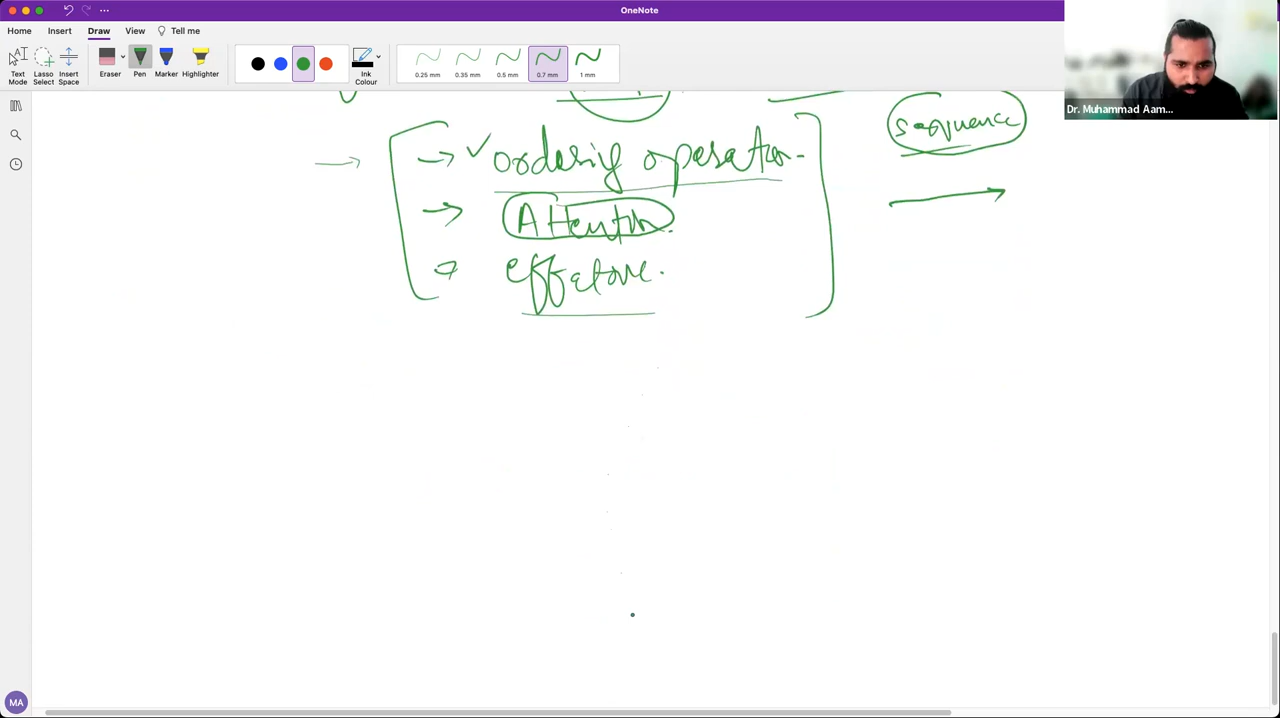 OneNote
Home Insert Draw View Tell me
Text Mode
Lasso Select
Insert Space
Eraser
Pen
Marker
Highlighter
Ink Colour
0.25 mm
0.35 mm
0.5 mm
0.7 mm
1 mm
Dr. Muhammad Aam...
sequence
→ ✓ ordering operation.
→ Attention.
→ effective.
MA